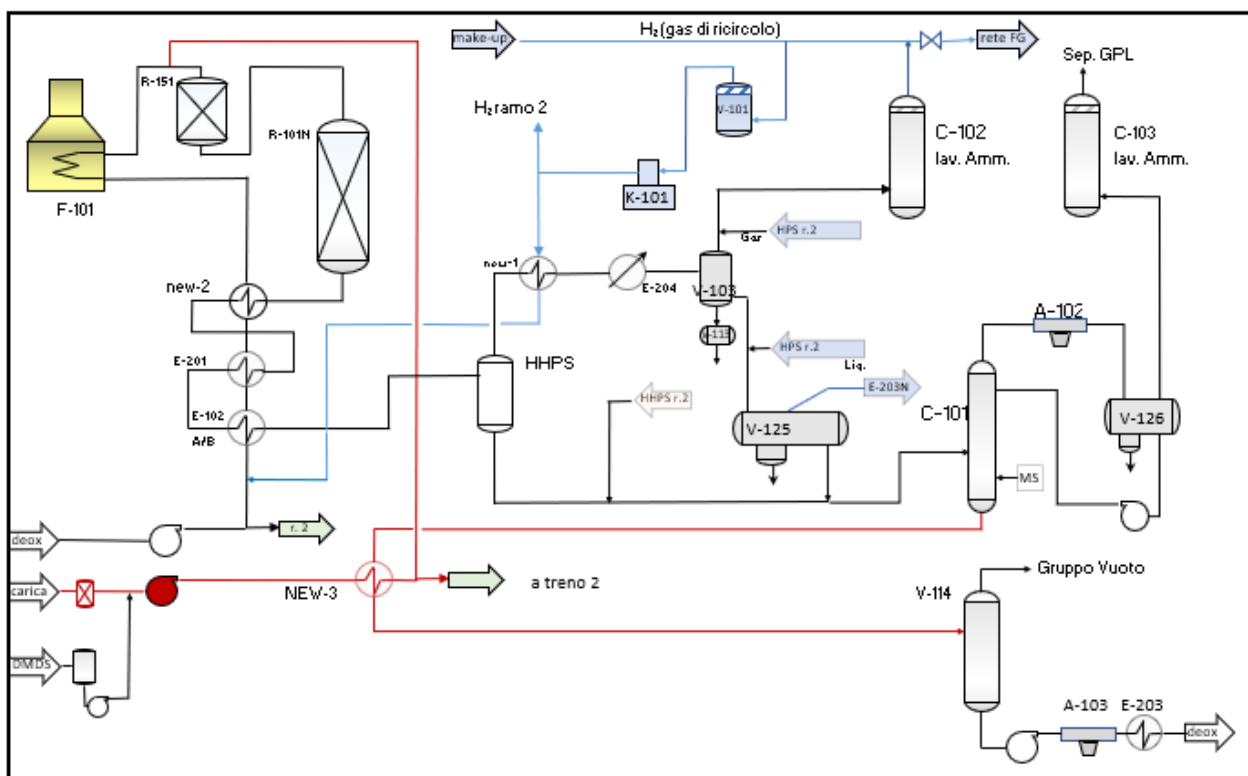 make-up
H₂(gas di ricircolo)
rete FG
Sep. GPL
R-151
V-101
H₂ ramo 2
R-101N
C-102
lav. Amm.
C-103
lav. Amm.
K-101
F-101
Gar
HPS r.2
new-1
E-204
V-103
new-2
A-102
HPS r.2
Liq.
E-201
HHPS
HHPS r.2
E-203N
E-102
A/B
V-125
C-101
V-126
MS
deox
r. 2
carica
NEW-3
a treno 2
Gruppo Vuoto
V-114
DMDS
A-103
E-203
deox